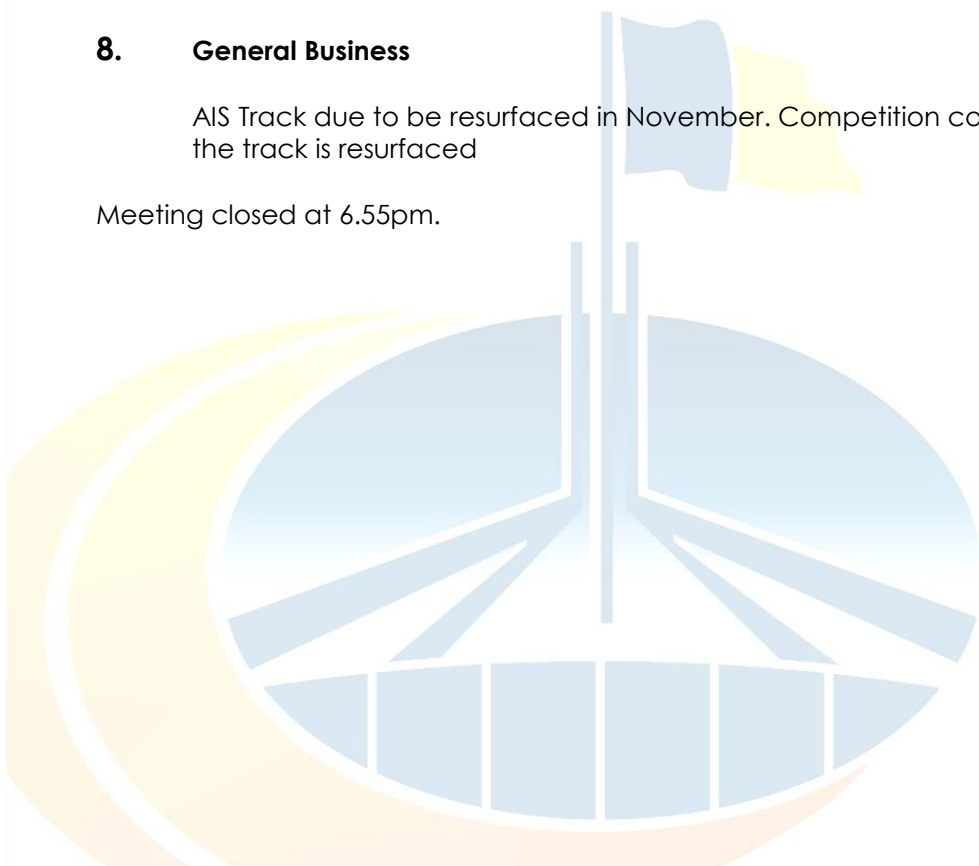 8. General Business
AIS Track due to be resurfaced in November. Competition
the track is resurfaced
Meeting closed at 6.55pm.